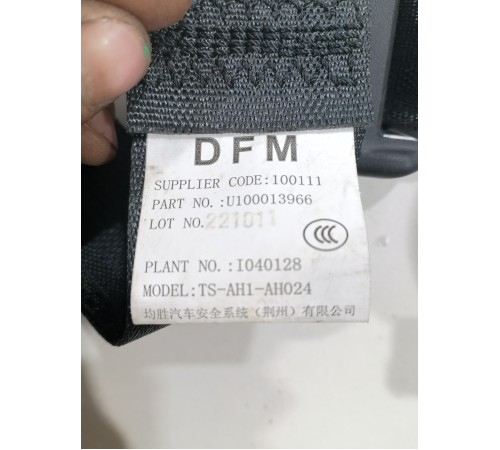 DFM
SUPPLIER CODE:100111
PART NO.:U100013966
LOT NO.221011
CCC
PLANT NO.:I040128
MODEL:TS-AH1-AH024
均胜汽车安全系统(荆州)有限公司